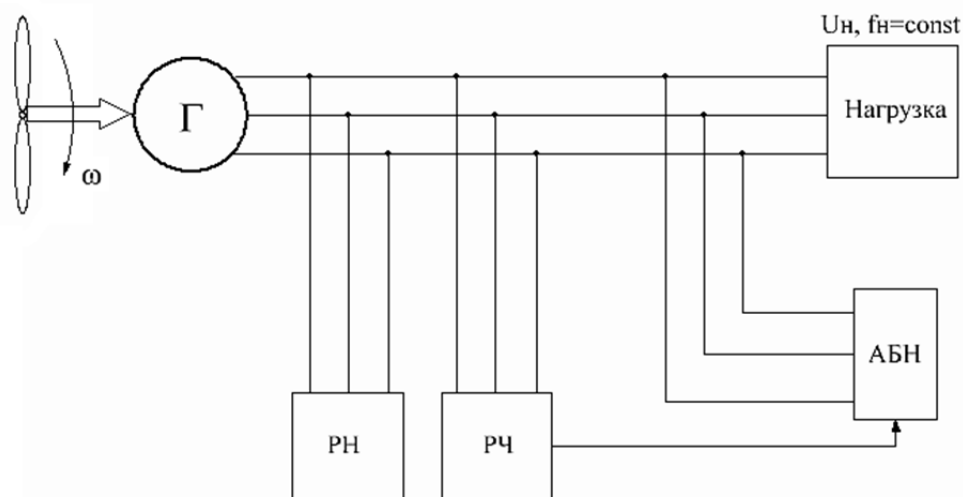 Uн, fн=const
Г
Нагрузка
ω
АБН
РН
РЧ